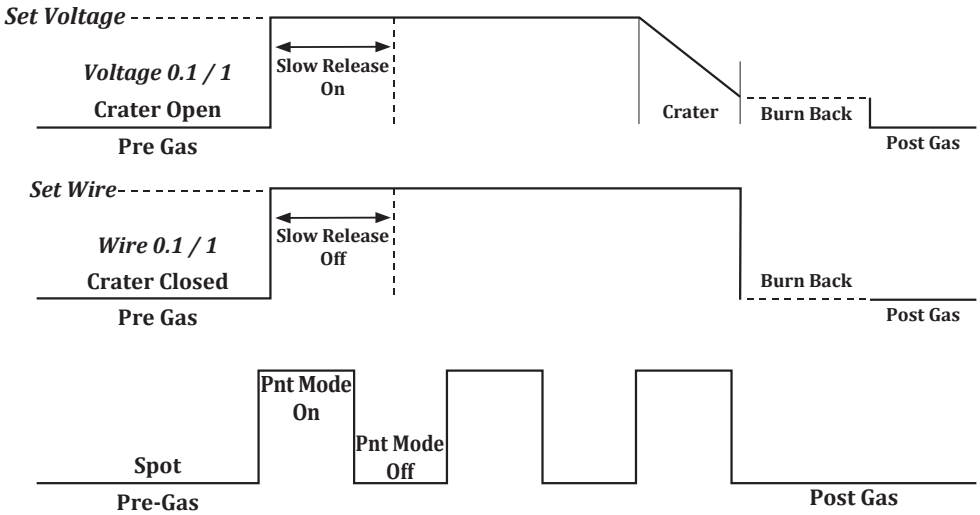 Set Voltage
Voltage 0.1 / 1
Crater Open
Pre Gas
Slow Release
On
Crater
Burn Back
Post Gas
Set Wire
Wire 0.1 / 1
Crater Closed
Pre Gas
Slow Release
Off
Burn Back
Post Gas
Pnt Mode
On
Pnt Mode
Off
Spot
Pre-Gas
Post Gas